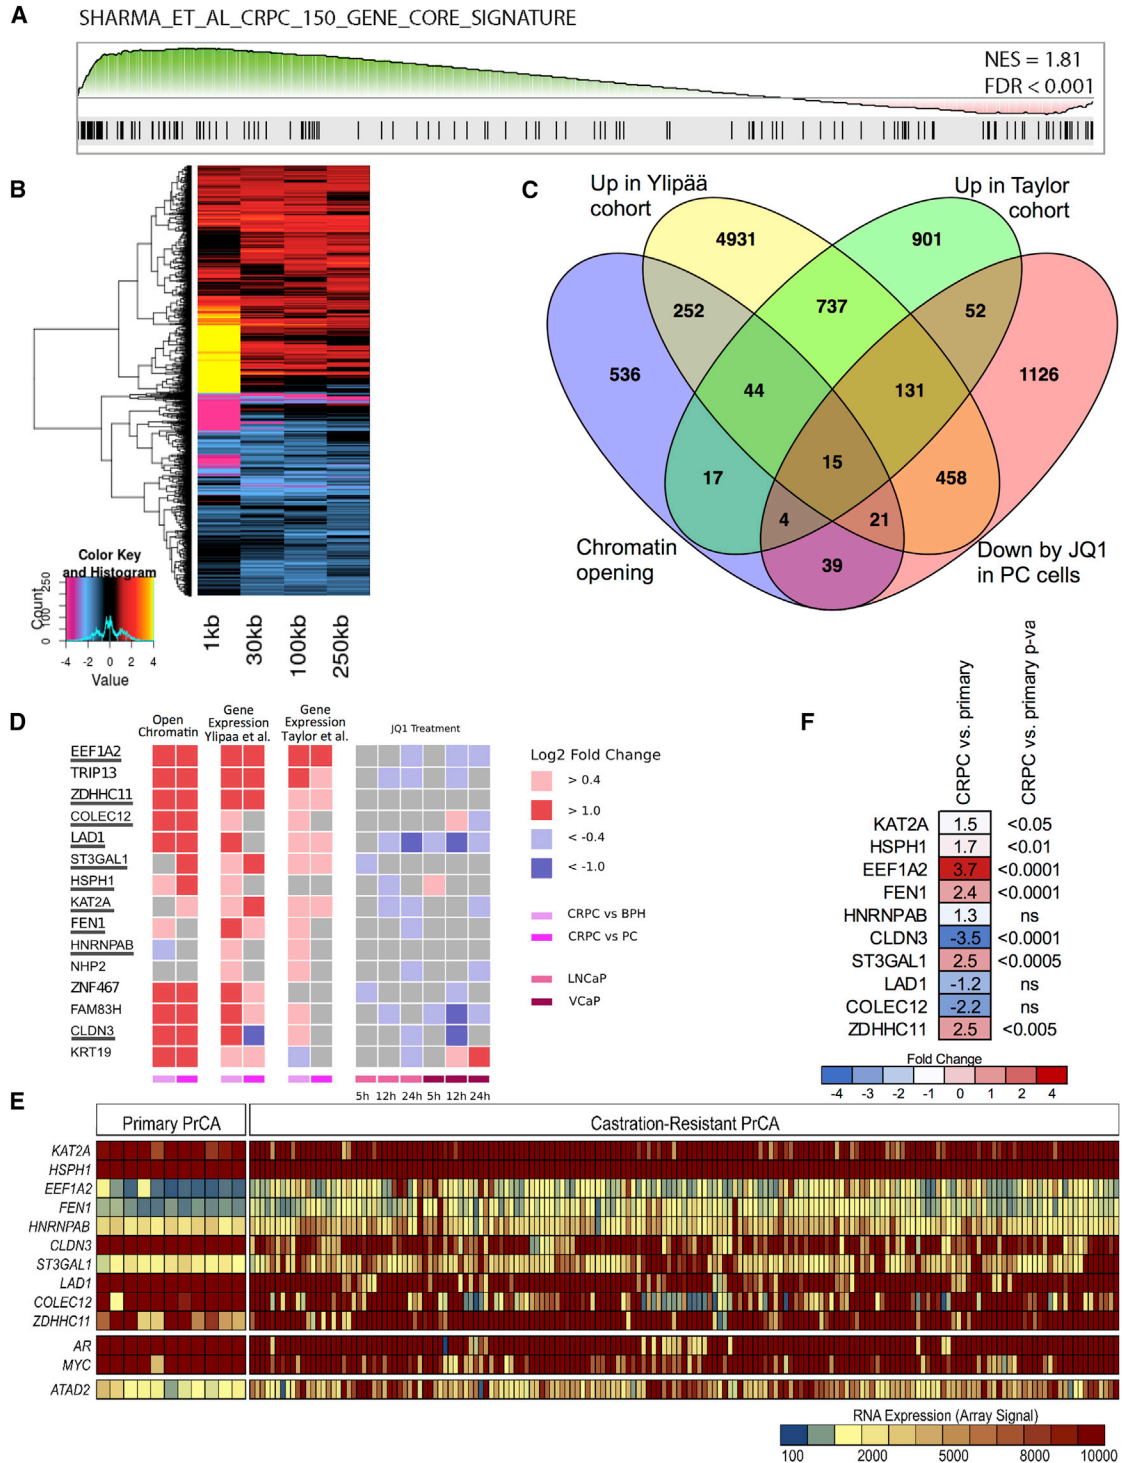 A
SHARMA_ET_AL_CRPC_150_GENE_CORE_SIGNATURE
NES = 1.81
FDR < 0.001
B
Color Key
and Histogram
Count
0 100 250
-4 -2 0 2 4
Value
1kb
30kb
100kb
250kb
C
Up in Ylipää
cohort
Up in Taylor
cohort
4931
901
252
737
52
536
44
131
1126
17
15
458
4
21
39
Chromatin
opening
Down by JQ1
in PC cells
D
Open
Chromatin
Gene
Expression
Ylipaa et al.
Gene
Expression
Taylor et al.
JQ1 Treatment
EEF1A2
TRIP13
ZDHHC11
COLEC12
LAD1
ST3GAL1
HSPH1
KAT2A
FEN1
HNRNPAB
NHP2
ZNF467
FAM83H
CLDN3
KRT19
5h 12h 24h 5h 12h 24h
Log2 Fold Change
> 0.4
> 1.0
< -0.4
< -1.0
CRPC vs BPH
CRPC vs PC
LNCaP
VCaP
F
CRPC vs. primary
CRPC vs. primary p-va
KAT2A 1.5 <0.05
HSPH1 1.7 <0.01
EEF1A2 3.7 <0.0001
FEN1 2.4 <0.0001
HNRNPAB 1.3 ns
CLDN3 -3.5 <0.0001
ST3GAL1 2.5 <0.0005
LAD1 -1.2 ns
COLEC12 -2.2 ns
ZDHHC11 2.5 <0.005
Fold Change
-4 -3 -2 -1 0 1 2 4
E
Primary PrCA
Castration-Resistant PrCA
KAT2A
HSPH1
EEF1A2
FEN1
HNRNPAB
CLDN3
ST3GAL1
LAD1
COLEC12
ZDHHC11
AR
MYC
ATAD2
RNA Expression (Array Signal)
100 2000 5000 8000 10000